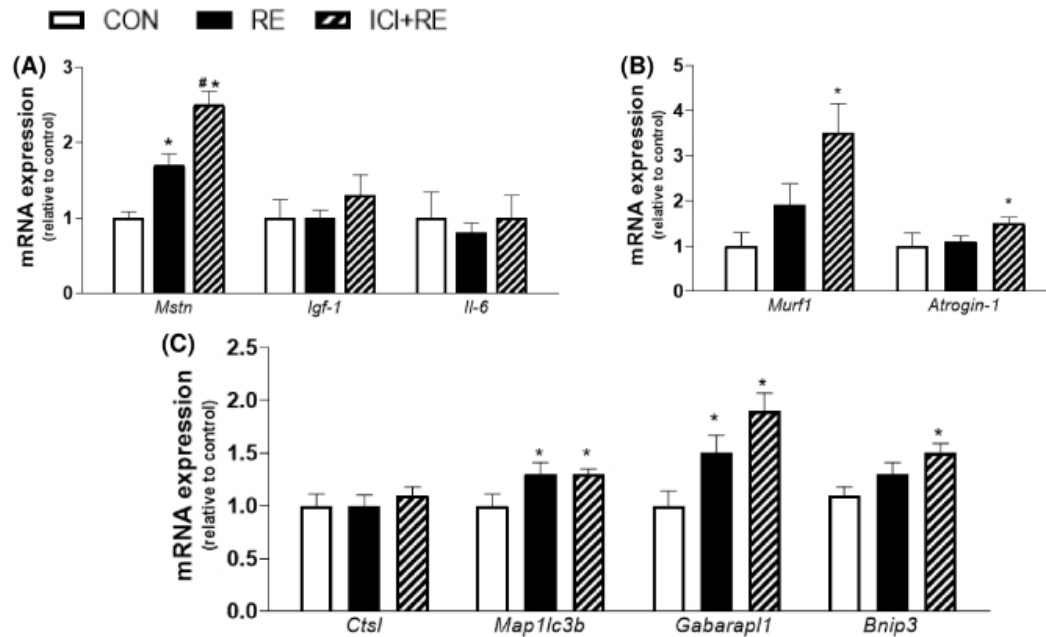 CON RE ICI+RE
(A)
mRNA expression
(relative to control)
3
2
1
0
# *
*
Mstn Igf-1 Il-6
(B)
mRNA expression
(relative to control)
5
4
3
2
1
0
*
*
Murf1 Atrogin-1
(C)
mRNA expression
(relative to control)
2.5
2.0
1.5
1.0
0.5
0.0
* *
* *
*
Ctsl Map1lc3b Gabarapl1 Bnip3